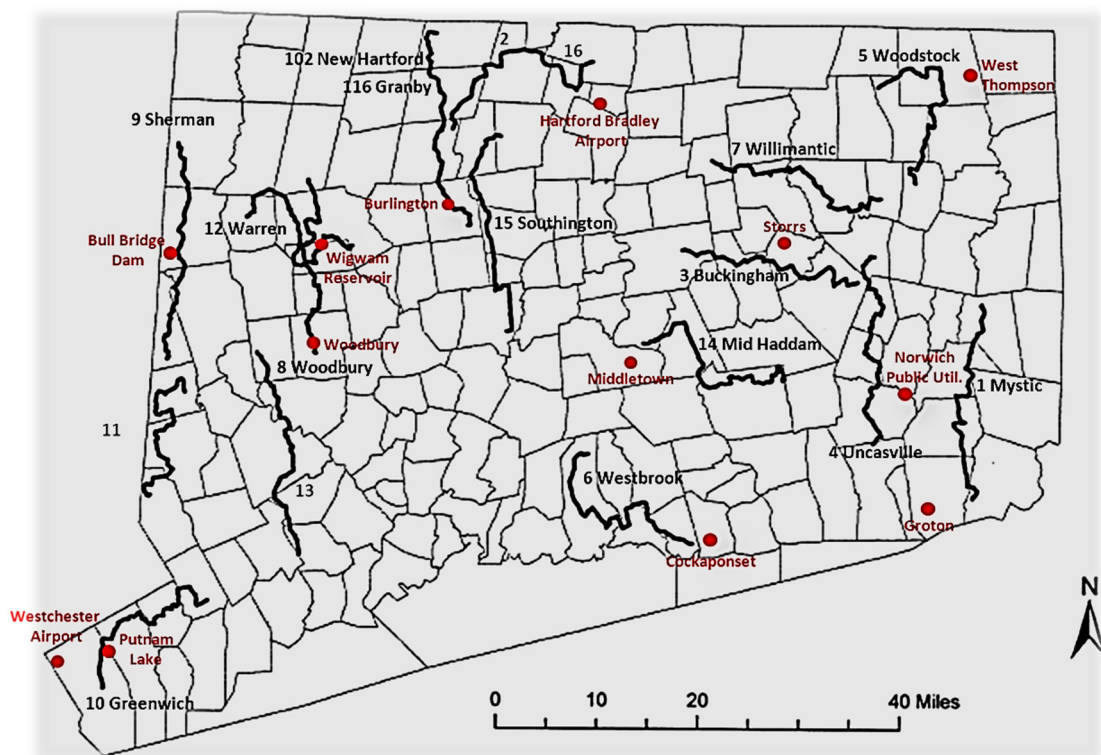 2
16
102 New Hartford
116 Granby
5 Woodstock
West
Thompson
9 Sherman
Hartford Bradley
Airport
7 Willimantic
Burlington
12 Warren
15 Southington
Storrs
Bull Bridge
Dam
Wigwam
Reservoir
3 Buckingham
Woodbury
8 Woodbury
14 Mid Haddam
Middletown
Norwich
Public Util.
1 Mystic
11
4 Uncasville
13
6 Westbrook
Groton
Cockaponset
Westchester
Airport
Putnam
Lake
N
10 Greenwich
0 10 20 40 Miles